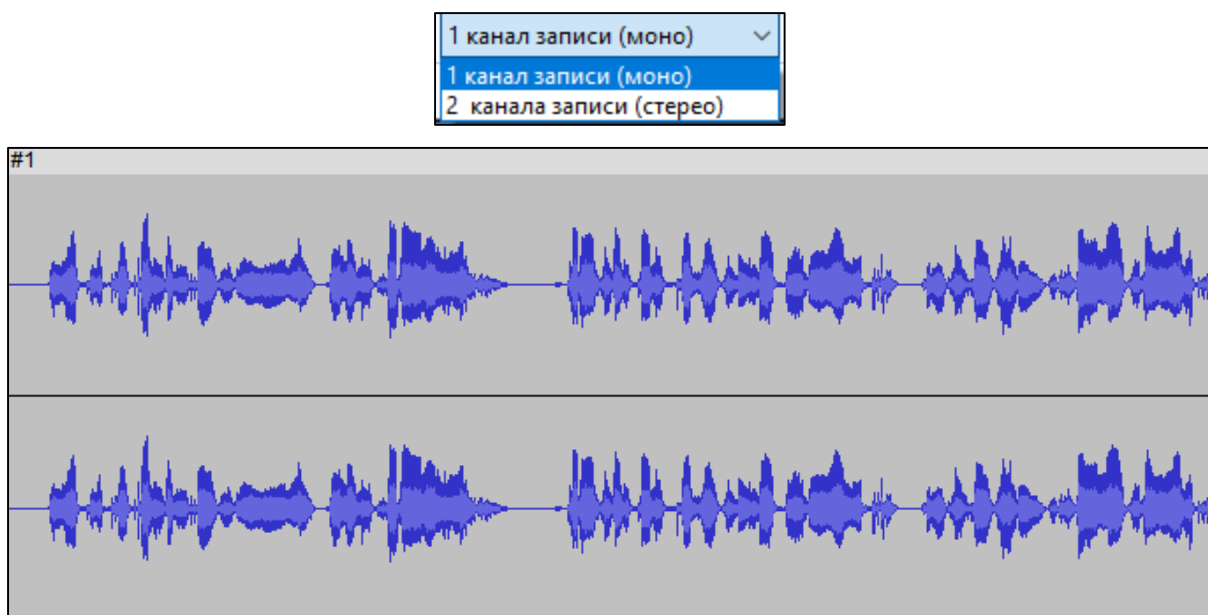 1 канал записи (моно)
1 канал записи (моно)
2 канала записи (стерео)
#1